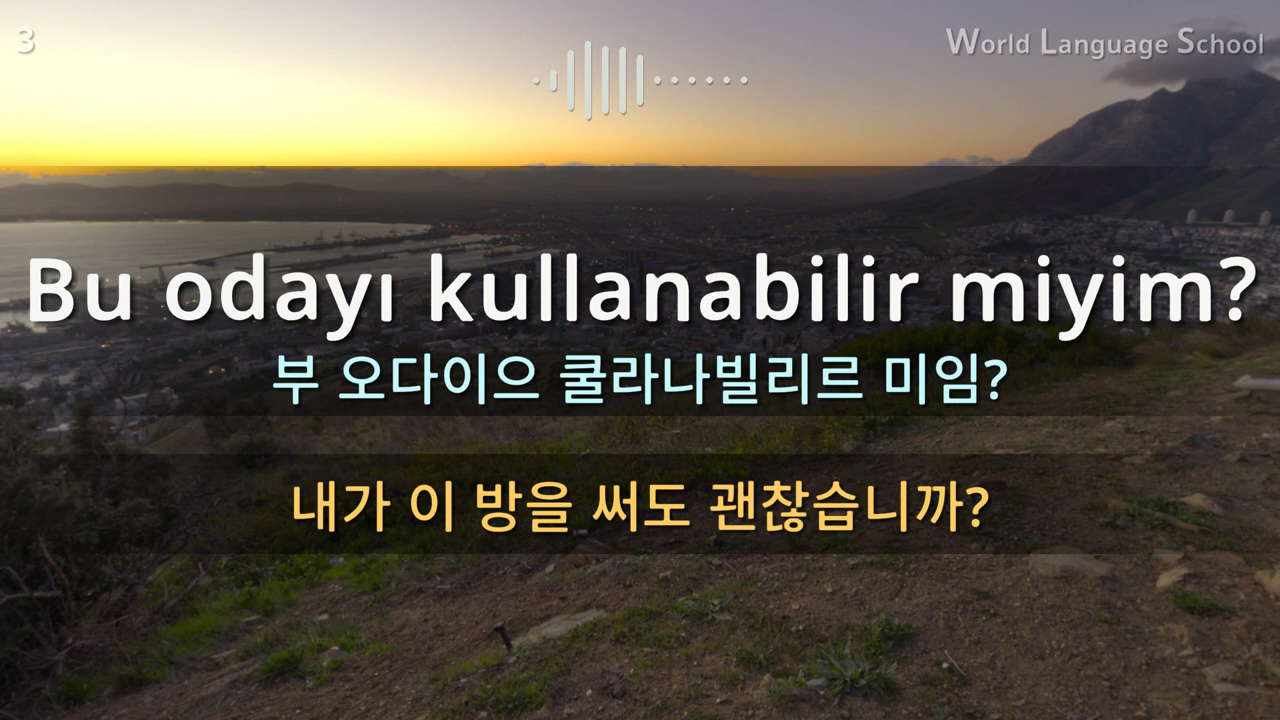 3
World Language School
Bu odayı kullanabilir miyim?
부 오다이으 쿨라나빌리르 미임?
내가 이 방을 써도 괜찮습니까?